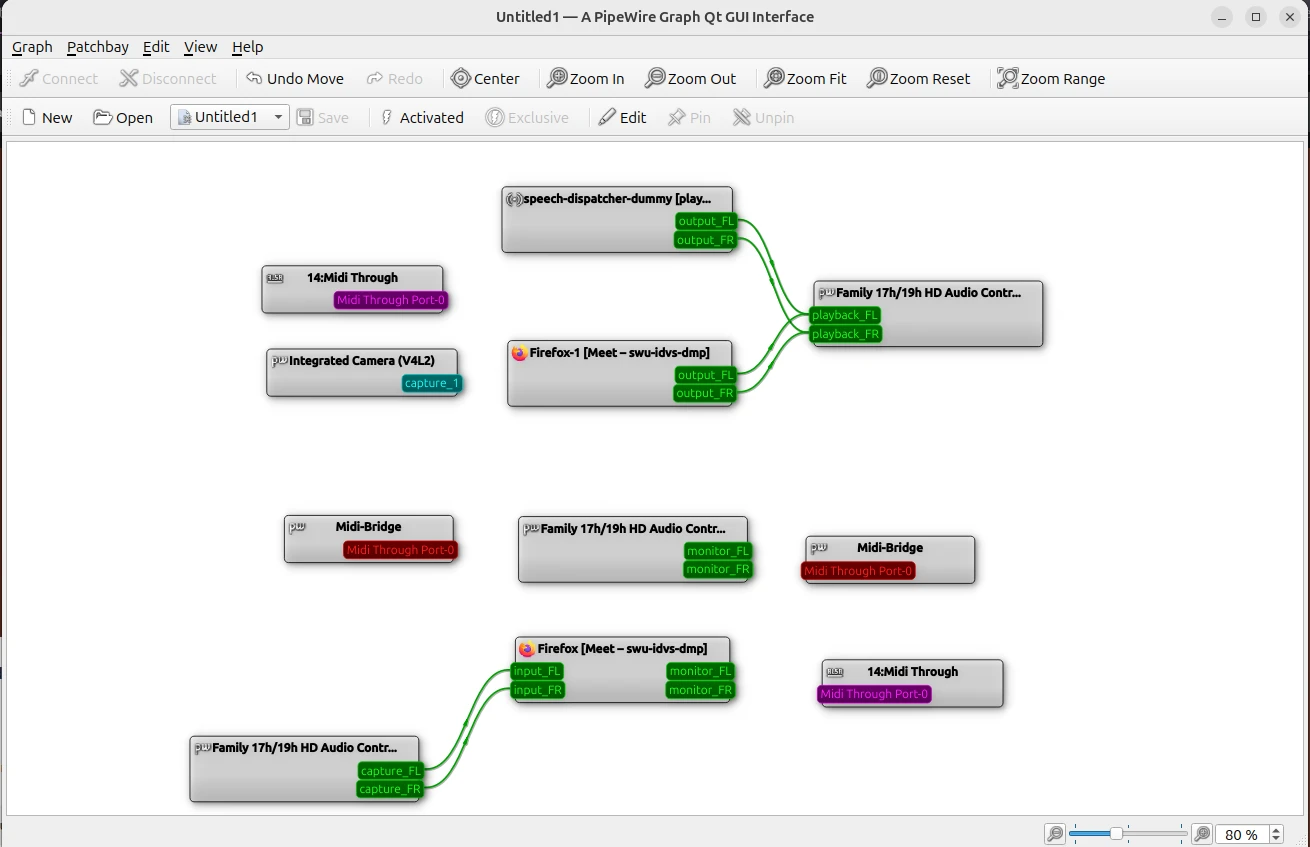 Untitled1 — A PipeWire Graph Qt GUI Interface
Graph Patchbay Edit View Help
Connect Disconnect Undo Move Redo Center Zoom In Zoom Out Zoom Fit Zoom Reset Zoom Range
New Open Untitled1 Save Activated Exclusive Edit Pin Unpin
speech-dispatcher-dummy [play...
output_FL
output_FR
14:Midi Through
Midi Through Port-0
Family 17h/19h HD Audio Contr...
playback_FL
playback_FR
Integrated Camera (V4L2)
capture_1
Firefox-1 [Meet – swu-idvs-dmp]
output_FL
output_FR
Midi-Bridge
Midi Through Port-0
Family 17h/19h HD Audio Contr...
monitor_FL
monitor_FR
Midi-Bridge
Midi Through Port-0
Firefox [Meet – swu-idvs-dmp]
input_FL monitor_FL
input_FR monitor_FR
14:Midi Through
Midi Through Port-0
Family 17h/19h HD Audio Contr...
capture_FL
capture_FR
80 %